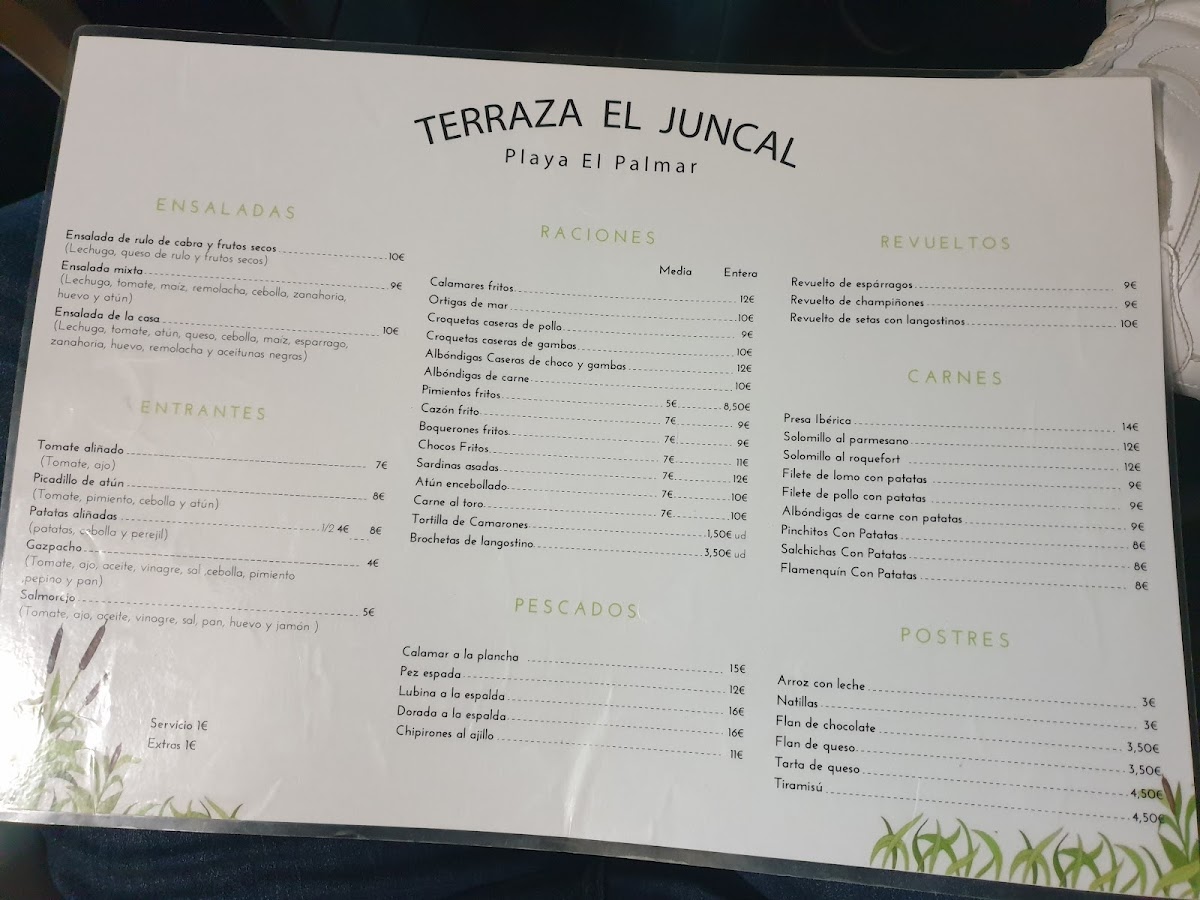 TERRAZA EL JUNCAL
Playa El Palmar
ENSALADAS
Ensalada de rulo de cabra y frutos secos 10€
(Lechuga, queso de rulo y frutos secos)
Ensalada mixta 9€
(Lechuga, tomate, maíz, remolacha, cebolla, zanahoria,
huevo y atún)
Ensalada de la casa 10€
(Lechuga, tomate, atún, queso, cebolla, maiz, esparrago,
zanahoria, huevo, remolacha y aceitunas negras)
ENTRANTES
Tomate aliñado 7€
(Tomate, ajo)
Picadillo de atún 8€
(Tomate, pimiento, cebolla y atún)
Patatas aliñadas 1/2 4€ 8€
(patatas, cebolla y perejil)
Gazpacho 4€
(Tomate, ajo, aceite, vinagre, sal ,cebolla, pimiento
,pepino y pan)
Salmorejo 5€
(Tomate, ajo, aceite, vinogre, sal, pan, huevo y jamón )
Servicio 1€
Extras 1€
RACIONES
Media Entera
Calamares fritos 12€
Ortigas de mar 10€
Croquetas caseras de pollo 9€
Croquetas caseras de gambas 10€
Albóndigas Caseras de choco y gambas 12€
Albóndigas de carne 10€
Pimientos fritos 5€ 8,50€
Cazón frito 7€ 9€
Boquerones fritos 7€ 9€
Chocos Fritos 7€ 11€
Sardinas asadas 7€ 12€
Atún encebollado 7€ 10€
Carne al toro 7€ 10€
Tortilla de Camarones 1,50€ ud
Brochetas de langostino 3,50€ ud
PESCADOS
Calamar a la plancha 15€
Pez espada 12€
Lubina a la espalda 16€
Dorada a la espalda 16€
Chipirones al ajillo 11€
REVUELTOS
Revuelto de espárragos 9€
Revuelto de champiñones 9€
Revuelto de setas con langostinos 10€
CARNES
Presa Ibérica 14€
Solomillo al parmesano 12€
Solomillo al roquefort 12€
Filete de lomo con patatas 9€
Filete de pollo con patatas 9€
Albóndigas de carne con patatas 9€
Pinchitos Con Patatas 8€
Salchichas Con Patatas 8€
Flamenquín Con Patatas 8€
POSTRES
Arroz con leche 3€
Natillas 3€
Flan de chocolate 3,50€
Flan de queso 3,50€
Tarta de queso 4,50€
Tiramisú 4,50€